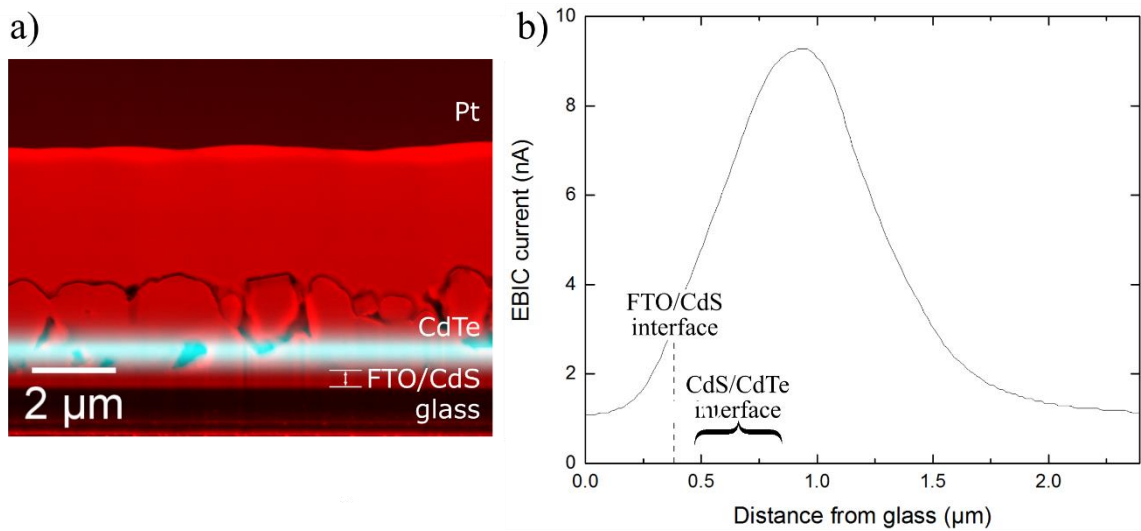 a)
Pt
CdTe
FTO/CdS
2 μm
glass
b)
10
8
6
4
2
0
EBIC current (nA)
FTO/CdS
interface
CdS/CdTe
interface
0.0
0.5
1.0
1.5
2.0
Distance from glass (μm)